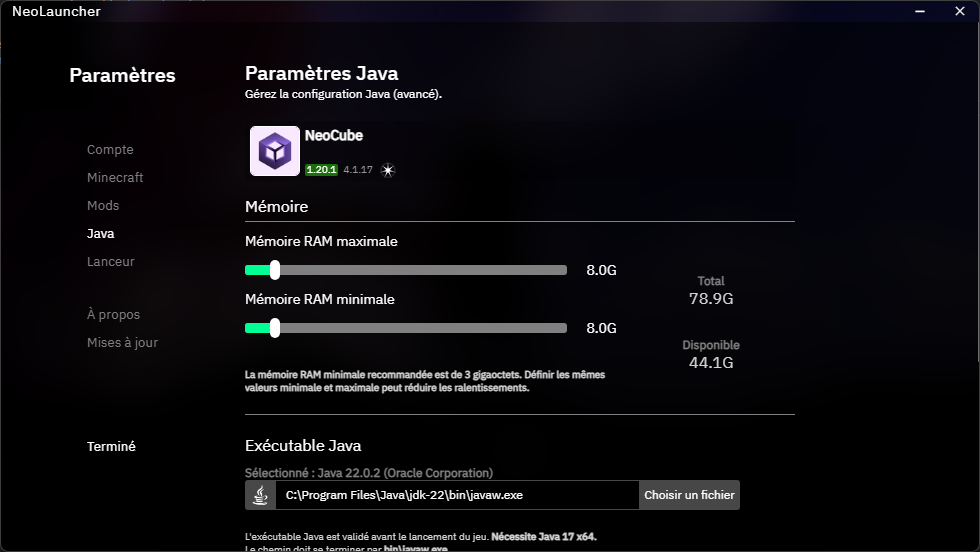 NeoLauncher
Paramètres
Compte
Minecraft
Mods
Java
Lanceur
À propos
Mises à jour
Terminé
Paramètres Java
Gérez la configuration Java (avancé).
NeoCube
1.20.1 4.1.17
Mémoire
Mémoire RAM maximale
8.0G
Mémoire RAM minimale
8.0G
Total
78.9G
Disponible
44.1G
La mémoire RAM minimale recommandée est de 3 gigaoctets. Définir les mêmes
valeurs minimale et maximale peut réduire les ralentissements.
Exécutable Java
Sélectionné : Java 22.0.2 (Oracle Corporation)
C:\Program Files\Java\jdk-22\bin\javaw.exe
Choisir un fichier
L'exécutable Java est validé avant le lancement du jeu. Nécessite Java 17 x64.
Le chemin doit se terminer par bin\javaw.exe.